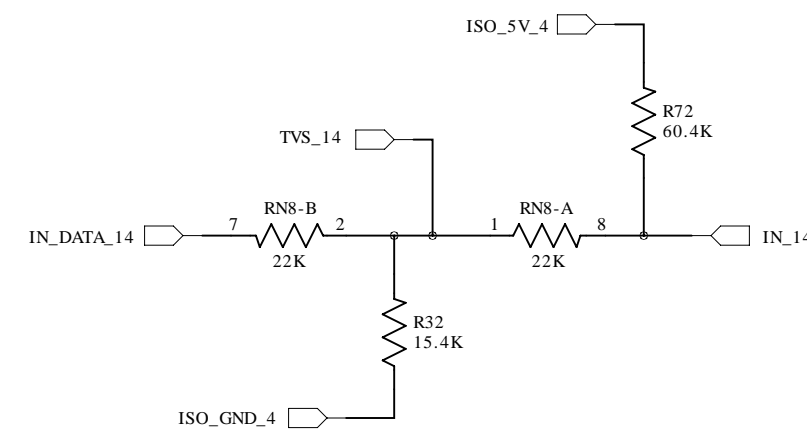 ISO_5V_4
R72
60.4K
TVS_14
RN8-B
RN8-A
IN_DATA_14
7
2
1
8
IN_14
22K
22K
R32
15.4K
ISO_GND_4